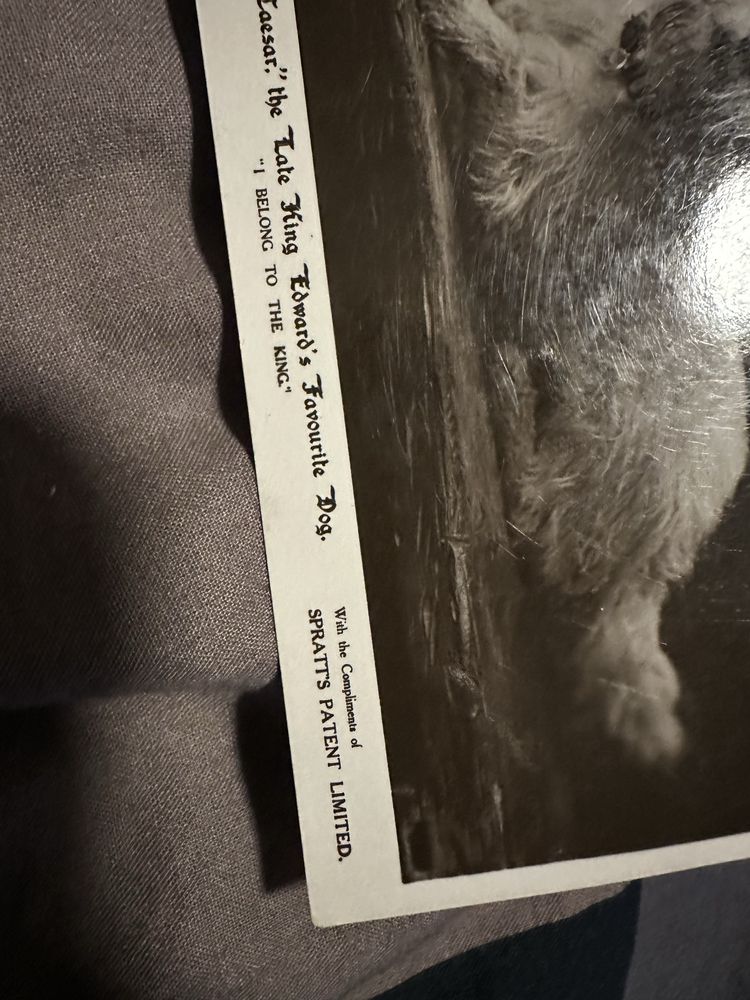 Caesar," the Late King Edward's Favourite Dog.
"I BELONG TO THE KING."
With the Compliments of
SPRATT'S PATENT LIMITED.